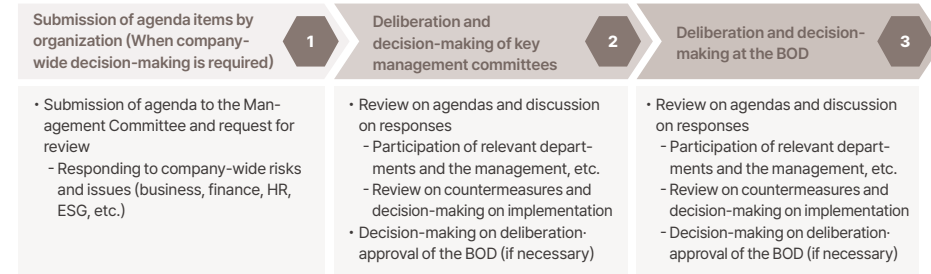 Submission of agenda items by
organization (When company-
wide decision-making is required)
1
Deliberation and
decision-making of key
management committees
2
Deliberation and decision-
making at the BOD
3
• Submission of agenda to the Man-
agement Committee and request for
review
- Responding to company-wide risks
and issues (business, finance, HR,
ESG, etc.)
• Review on agendas and discussion
on responses
- Participation of relevant depart-
ments and the management, etc.
- Review on countermeasures and
decision-making on implementation
• Decision-making on deliberation·
approval of the BOD (if necessary)
• Review on agendas and discussion
on responses
- Participation of relevant depart-
ments and the management, etc.
- Review on countermeasures and
decision-making on implementation
- Decision-making on deliberation·
approval of the BOD (if necessary)